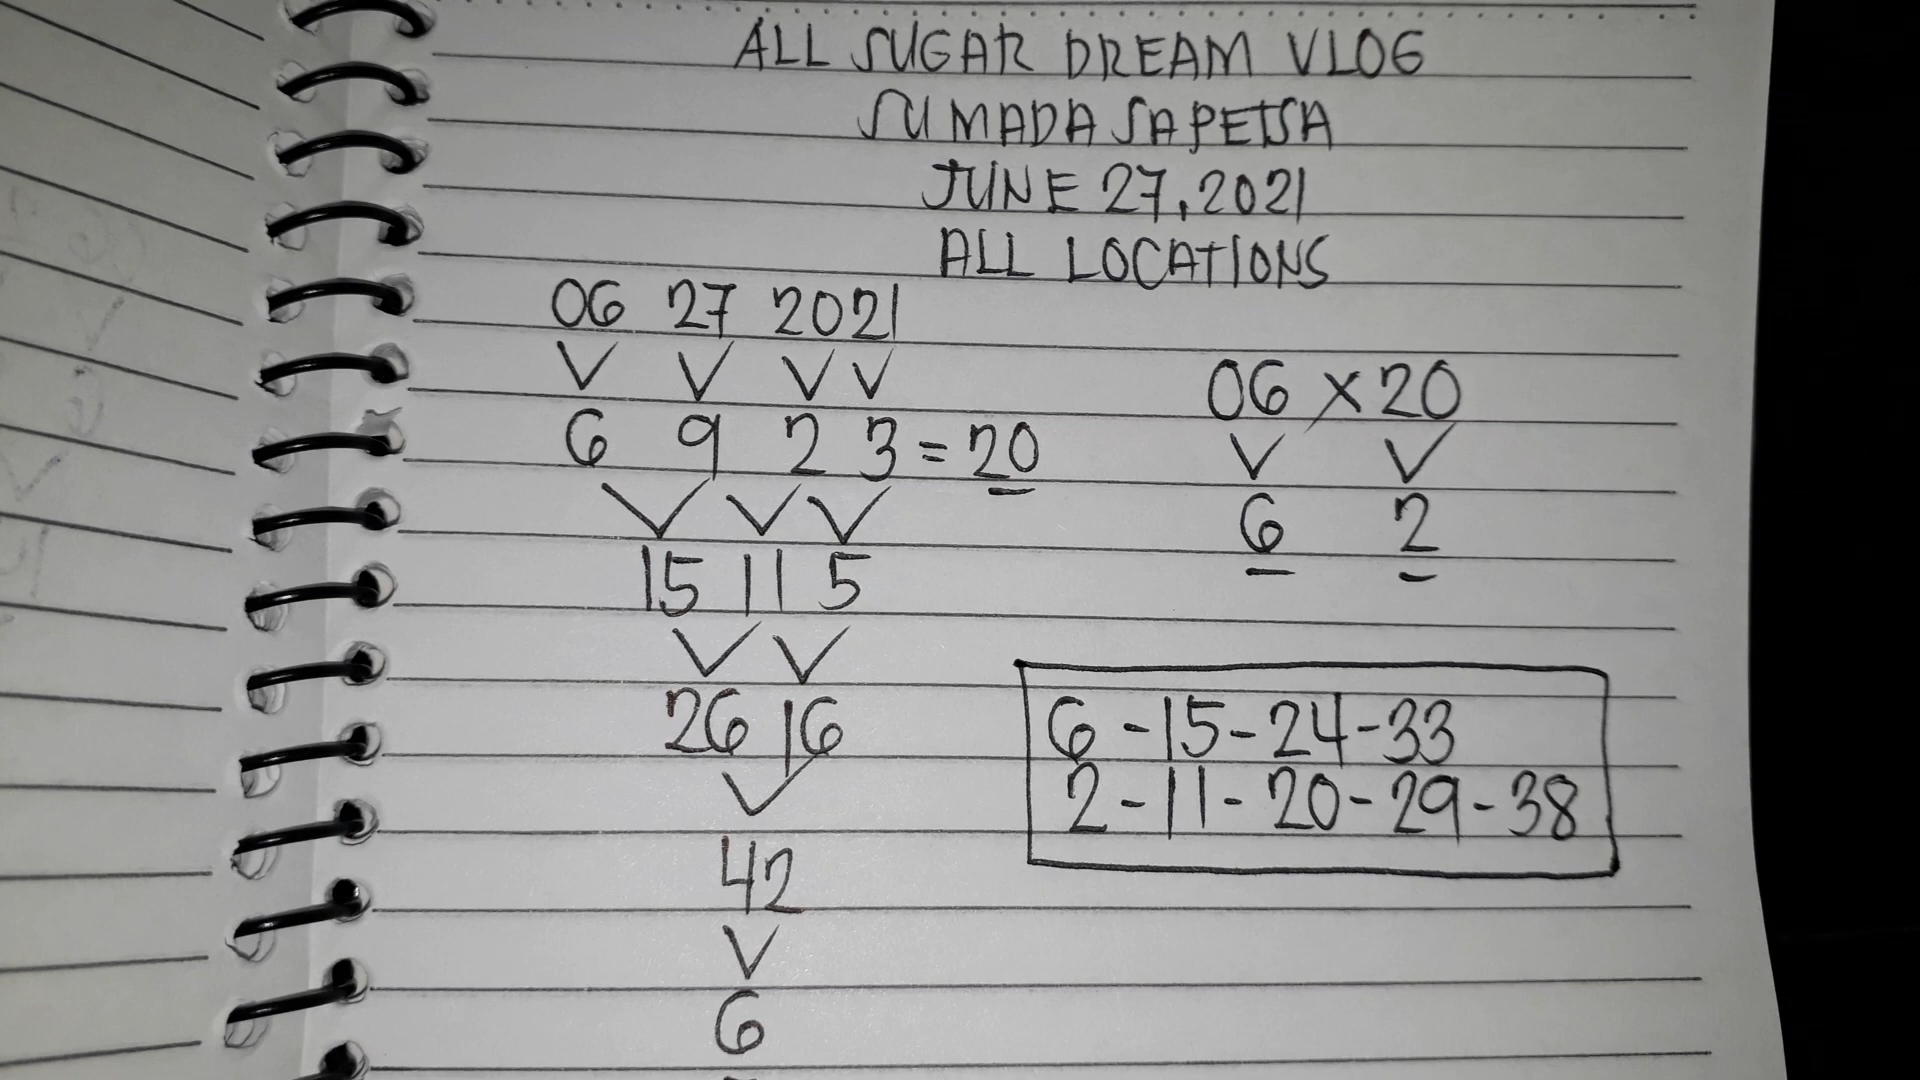 ALL SUGAR DREAM VLOG
SUMADA SA PETSA
JUNE 27, 2021
ALL LOCATIONS
06 27 2021
V V V V
6 9 2 3 = 20
V V V
15 11 5
V V
26 16
V
42
V
6
06 x 20
V V
6 2
6 - 15 - 24 - 33
2 - 11 - 20 - 29 - 38